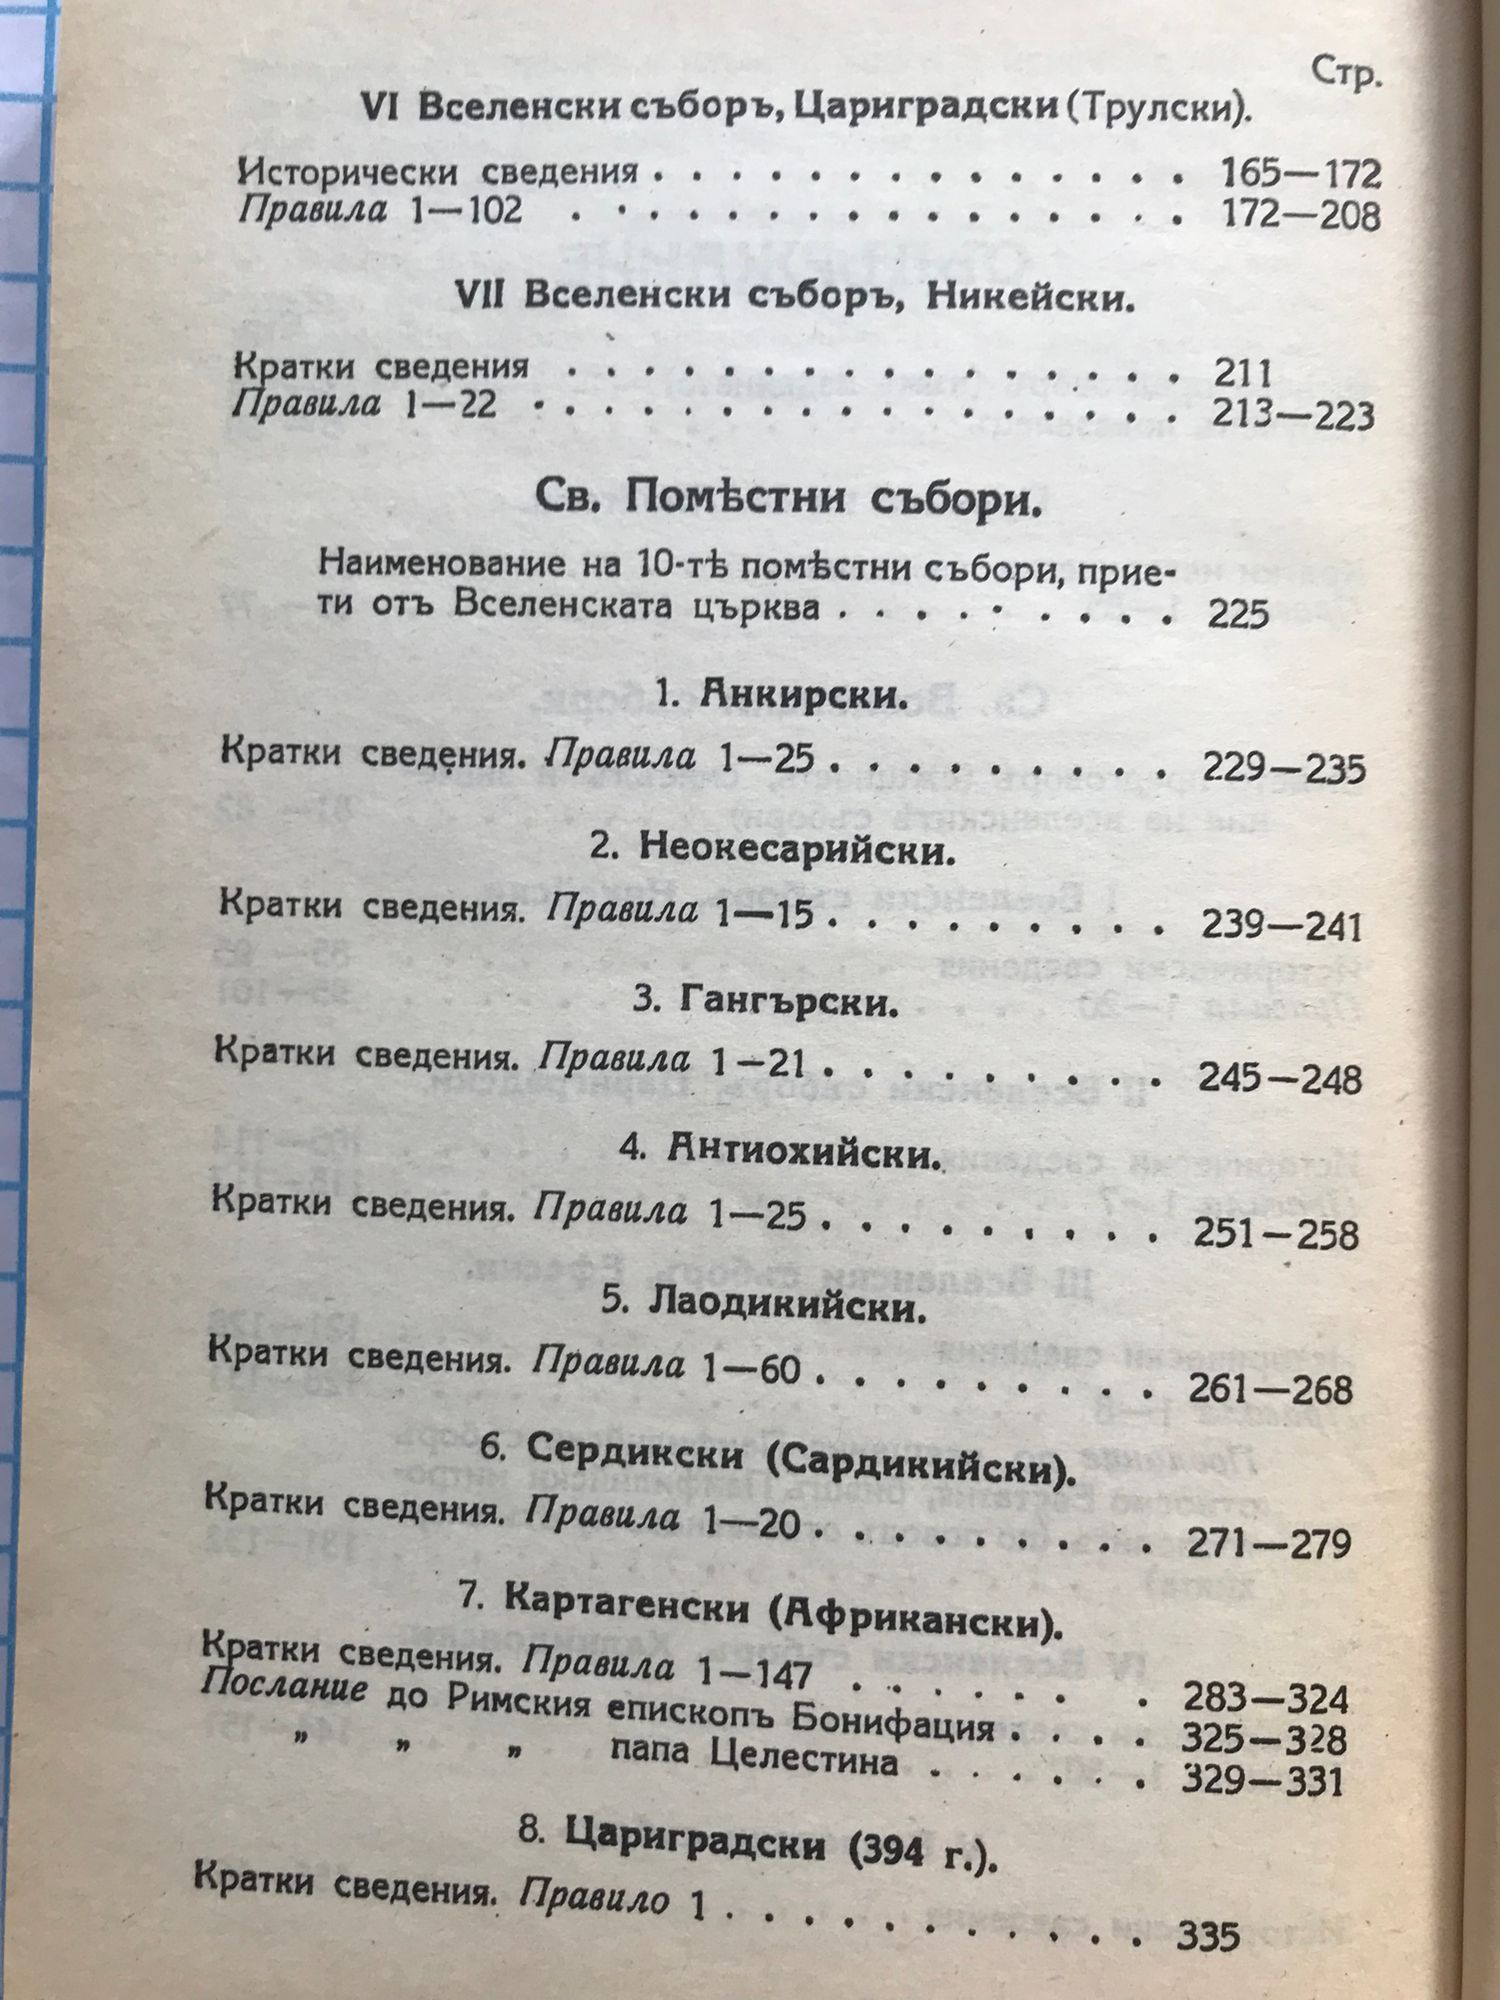 Стр.
VI Вселенски съборъ, Цариградски (Трулски).
Исторически сведения . . . . . . . . . . . . . . 165—172
Правила 1—102 . . . . . . . . . . . . . . . . 172—208
VII Вселенски съборъ, Никейски.
Кратки сведения . . . . . . . . . . . . . . . . 211
Правила 1—22 . . . . . . . . . . . . . . . . . 213—223
Св. Помѣстни събори.
Наименование на 10-тѣ помѣстни събори, прие-
ти отъ Вселенската църква . . . . . . . . . 225
1. Анкирски.
Кратки сведения. Правила 1—25 . . . . . . . . . 229—235
2. Неокесарийски.
Кратки сведения. Правила 1—15 . . . . . . . . . 239—241
3. Гангърски.
Кратки сведения. Правила 1—21 . . . . . . . . . 245—248
4. Антиохийски.
Кратки сведения. Правила 1—25 . . . . . . . . . 251—258
5. Лаодикийски.
Кратки сведения. Правила 1—60 . . . . . . . . . 261—268
6. Сердикски (Сардикийски).
Кратки сведения. Правила 1—20 . . . . . . . . . 271—279
7. Картагенски (Африкански).
Кратки сведения. Правила 1—147 . . . . . . . 283—324
Послание до Римския епископъ Бонифация . . . . 325—328
„ „ „ папа Целестина . . . . . . 329—331
8. Цариградски (394 г.).
Кратки сведения. Правило 1 . . . . . . . . . . . 335